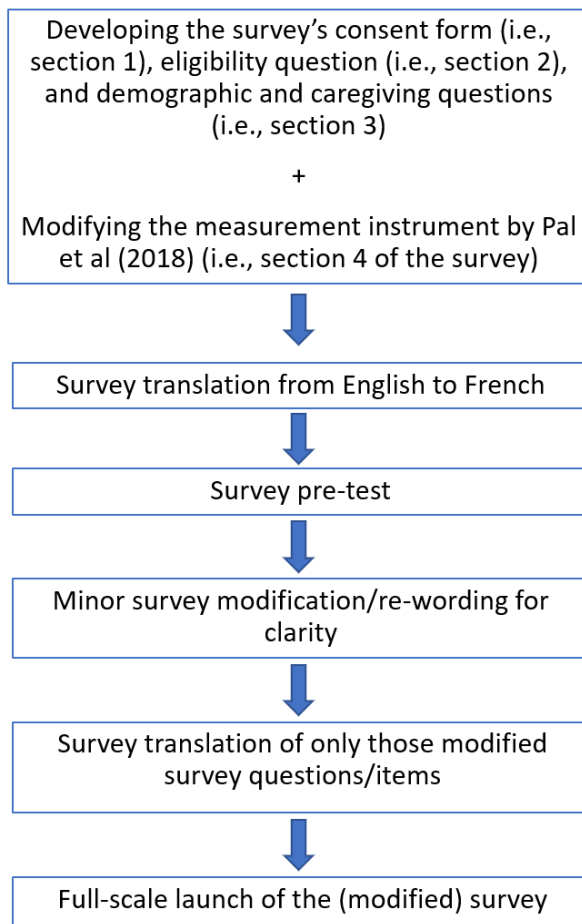 Developing the survey's consent form (i.e.,
section 1), eligibility question (i.e., section 2),
and demographic and caregiving questions
(i.e., section 3)
+
Modifying the measurement instrument by Pal
et al (2018) (i.e., section 4 of the survey)
Survey translation from English to French
Survey pre-test
Minor survey modification/re-wording for
clarity
Survey translation of only those modified
survey questions/items
Full-scale launch of the (modified) survey